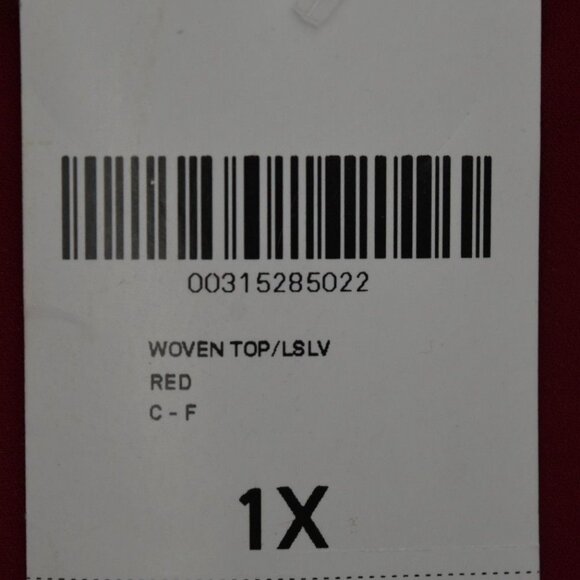 00315285022
WOVEN TOP/LSLV
RED
C - F
1X